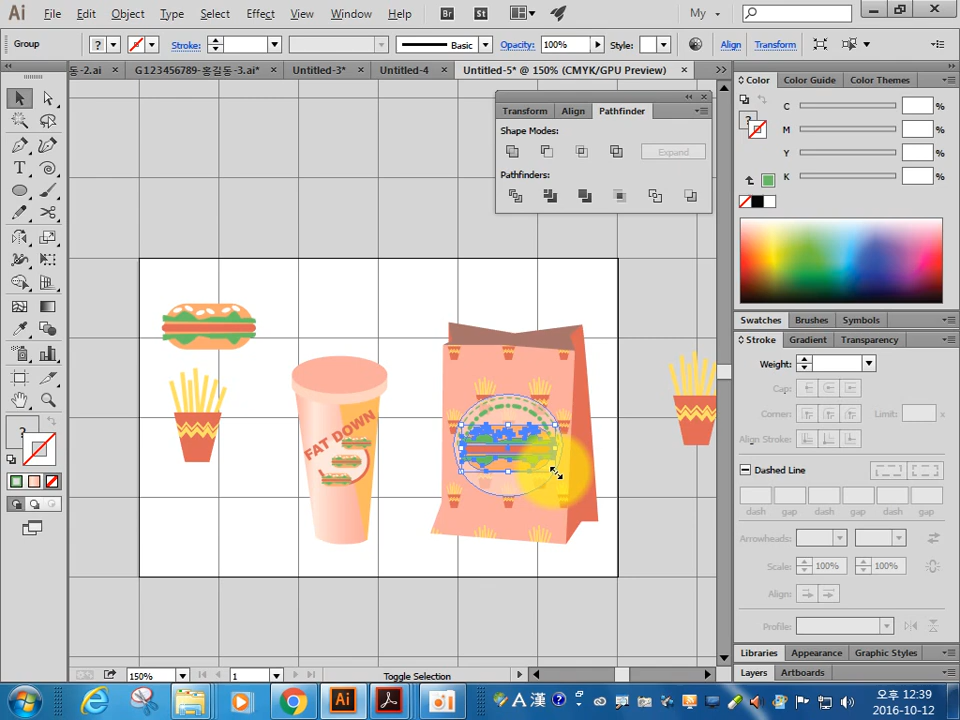 Ai File Edit Object Type Select Effect View Window Help Br St My
Group ? Stroke: Basic Opacity: 100% Style: Align Transform
동-2.ai × G123456789-홍길동-3.ai* × Untitled-3* × Untitled-4 × Untitled-5* @ 150% (CMYK/GPU Preview) ×
Color Color Guide Color Themes
Transform Align Pathfinder
Shape Modes:
Expand
Pathfinders:
C %
M %
Y %
K %
?
T
FAT DOWN
Swatches Brushes Symbols
Stroke Gradient Transparency
Weight:
Cap:
Corner: Limit: x
Align Stroke:
Dashed Line
dash gap dash gap dash gap
Arrowheads:
Scale: 100% 100%
Align:
Profile:
Libraries Appearance Graphic Styles
Layers Artboards
150% 1 Toggle Selection
Ai A 漢 ? 오후 12:39
2016-10-12